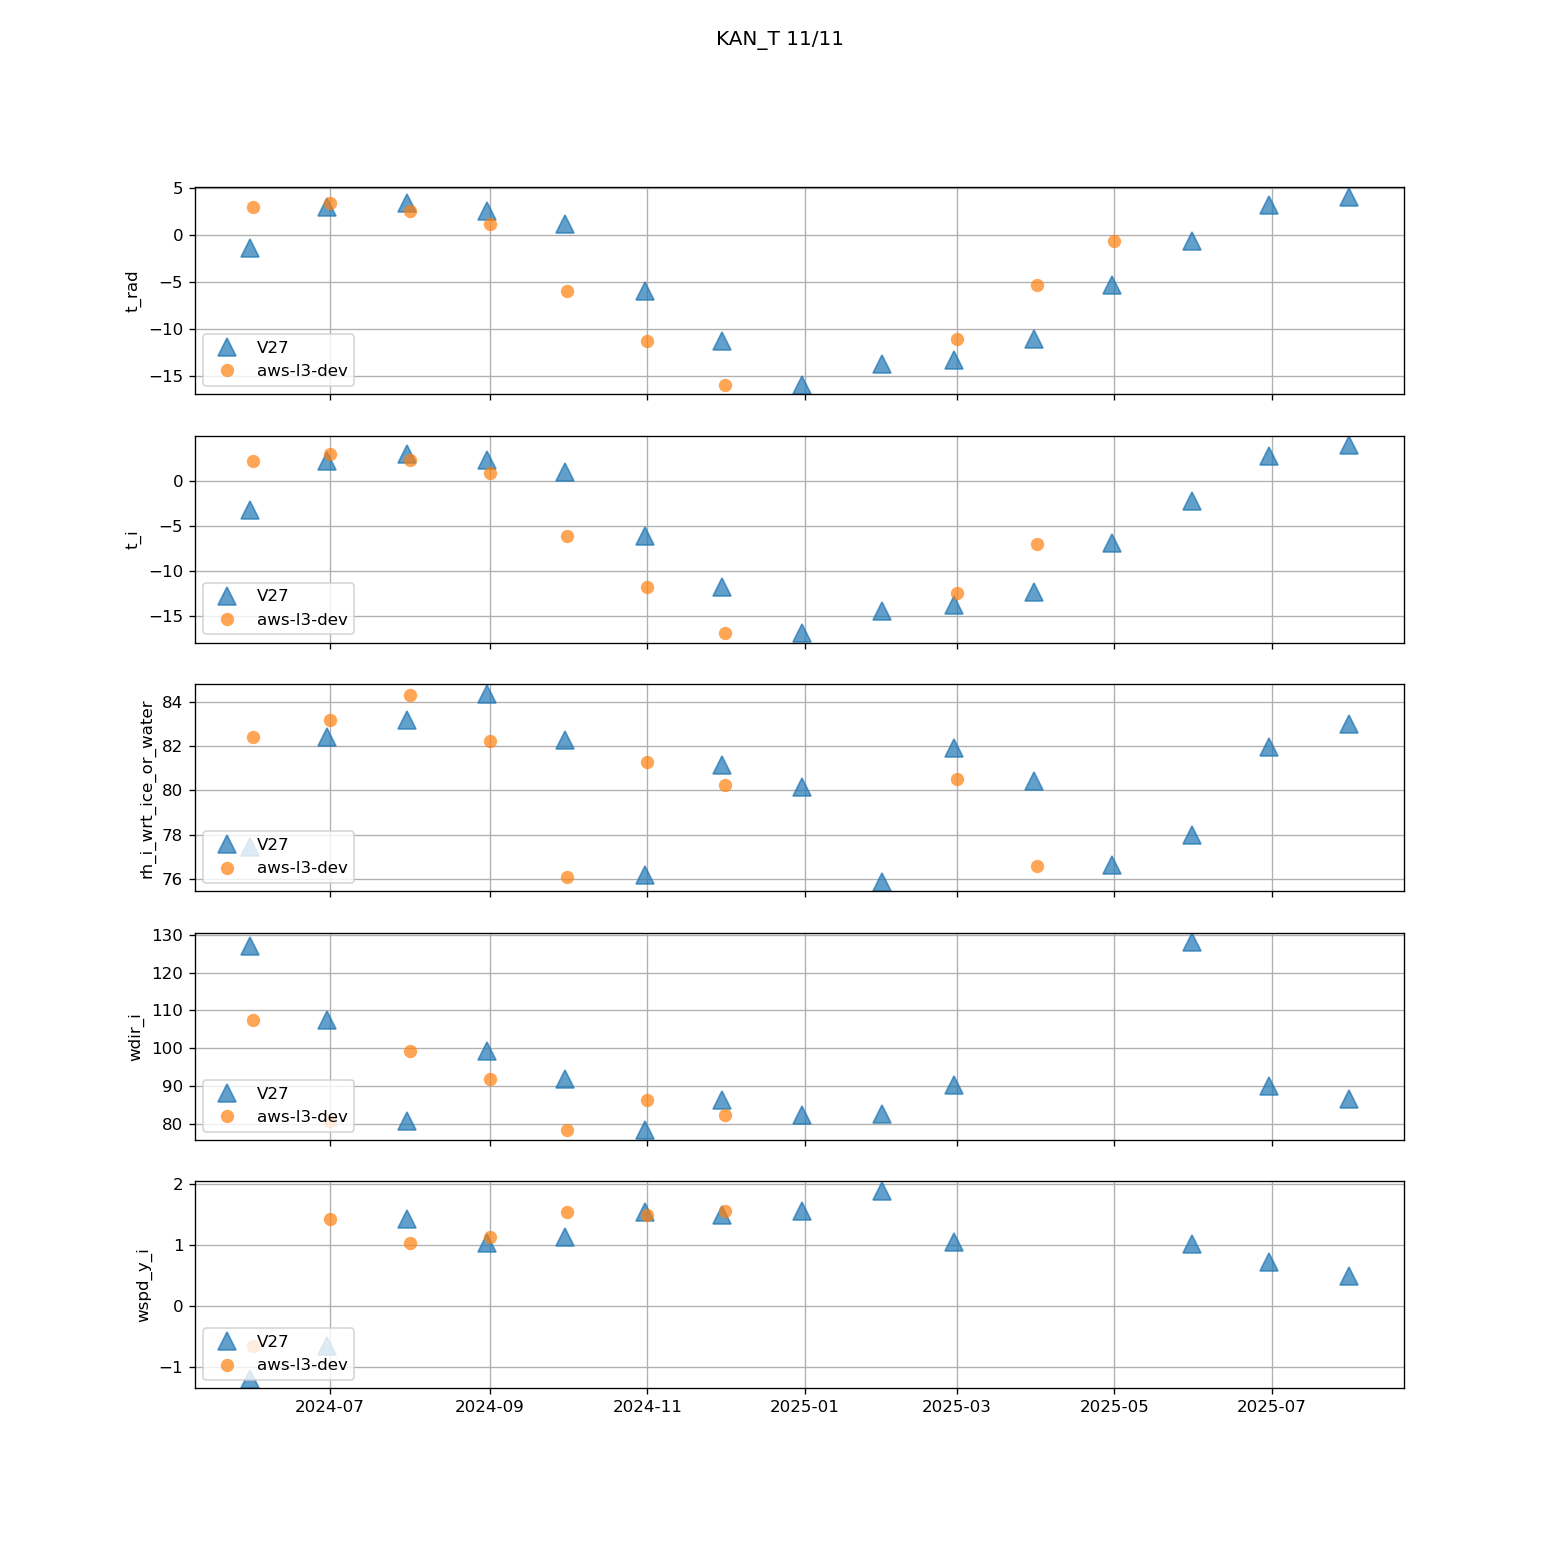 KAN_T 11/11
5
0
−5
−10
−15
t_rad
V27
aws-l3-dev
0
−5
−10
−15
t_i
V27
aws-l3-dev
84
82
80
78
76
rh_i_wrt_ice_or_water
V27
aws-l3-dev
130
120
110
100
90
80
wdir_i
V27
aws-l3-dev
2
1
0
−1
wspd_y_i
V27
aws-l3-dev
2024-07 2024-09 2024-11 2025-01 2025-03 2025-05 2025-07